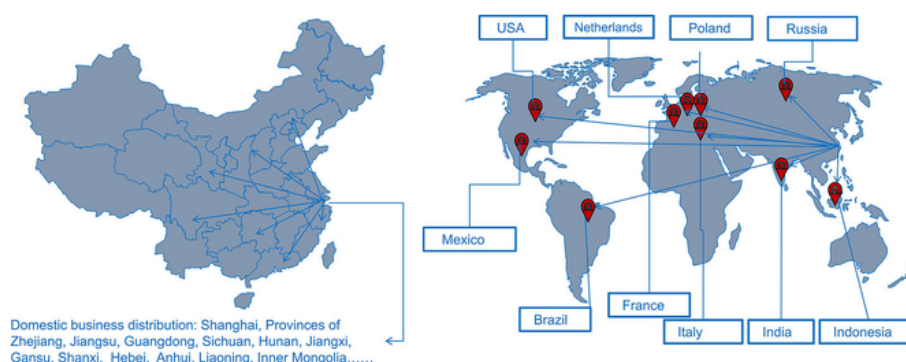 USA
Netherlands
Poland
Russia
Mexico
Brazil
France
Italy
India
Indonesia
Domestic business distribution: Shanghai, Provinces of
Zhejiang, Jiangsu, Guangdong, Sichuan, Hunan, Jiangxi,
Gansu, Shanxi, Hebei, Anhui, Liaoning, Inner Mongolia……